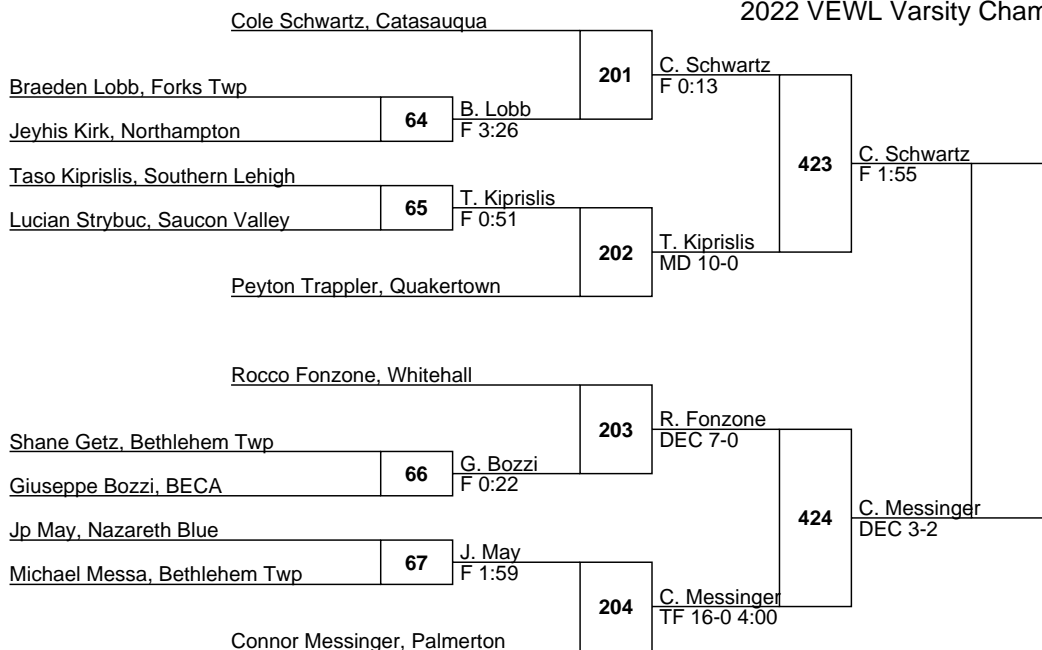 2022 VEWL Varsity Cham
Cole Schwartz, Catasauqua
201
C. Schwartz
F 0:13
Braeden Lobb, Forks Twp
64
B. Lobb
F 3:26
Jeyhis Kirk, Northampton
423
C. Schwartz
F 1:55
Taso Kiprislis, Southern Lehigh
65
T. Kiprislis
F 0:51
Lucian Strybuc, Saucon Valley
202
T. Kiprislis
MD 10-0
Peyton Trappler, Quakertown
Rocco Fonzone, Whitehall
203
R. Fonzone
DEC 7-0
Shane Getz, Bethlehem Twp
66
G. Bozzi
F 0:22
Giuseppe Bozzi, BECA
424
C. Messinger
DEC 3-2
Jp May, Nazareth Blue
67
J. May
F 1:59
Michael Messa, Bethlehem Twp
204
C. Messinger
TF 16-0 4:00
Connor Messinger, Palmerton